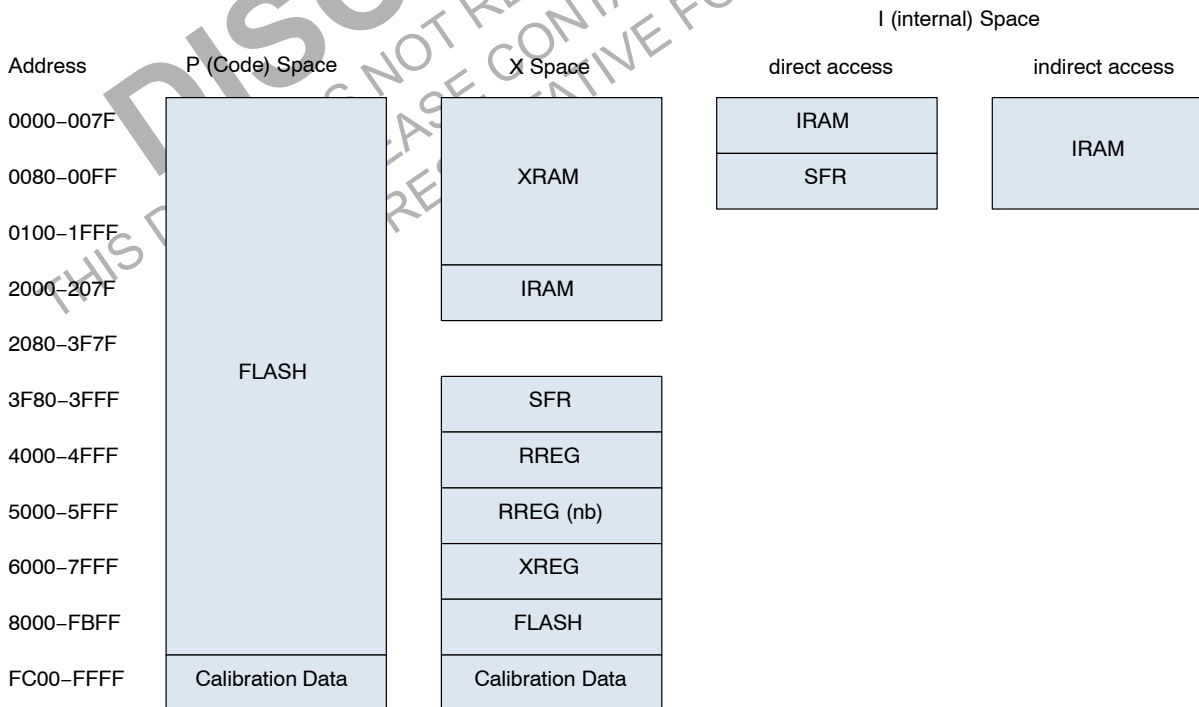 I (internal) Space
Address P (Code) Space X Space direct access indirect access
0000–007F IRAM
IRAM
0080–00FF XRAM SFR
0100–1FFF
2000–207F IRAM
2080–3F7F
FLASH
3F80–3FFF SFR
4000–4FFF RREG
5000–5FFF RREG (nb)
6000–7FFF XREG
8000–FBFF FLASH
FC00–FFFF Calibration Data Calibration Data
THIS
NOT